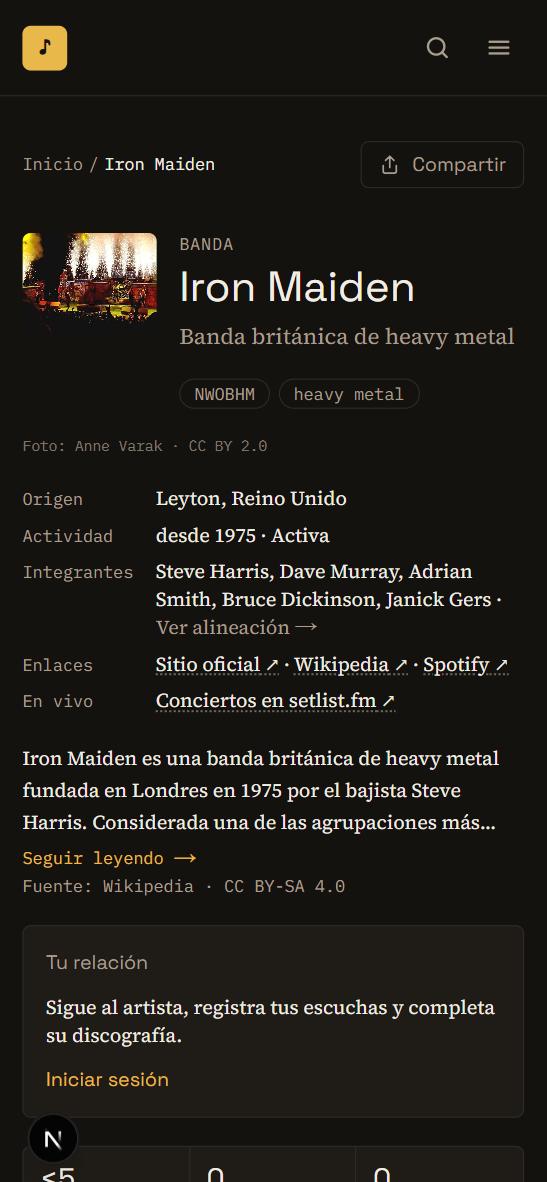 Inicio / Iron Maiden
Compartir
BANDA
Iron Maiden
Banda británica de heavy metal
NWOBHM
heavy metal
Foto: Anne Varak · CC BY 2.0
Origen
Leyton, Reino Unido
Actividad
desde 1975 · Activa
Integrantes
Steve Harris, Dave Murray, Adrian
Smith, Bruce Dickinson, Janick Gers ·
Ver alineación →
Enlaces
Sitio oficial ↗ · Wikipedia ↗ · Spotify ↗
En vivo
Conciertos en setlist.fm ↗
Iron Maiden es una banda británica de heavy metal
fundada en Londres en 1975 por el bajista Steve
Harris. Considerada una de las agrupaciones más...
Seguir leyendo →
Fuente: Wikipedia · CC BY-SA 4.0
Tu relación
Sigue al artista, registra tus escuchas y completa
su discografía.
Iniciar sesión
N
<5
0
0